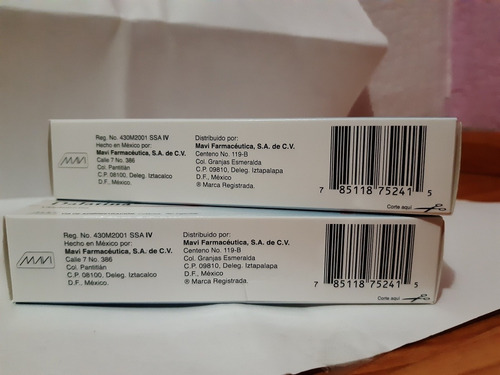 Reg. No. 430M2001 SSA IV
Hecho en México por:
Mavi Farmacéutica, S.A. de C.V.
Calle 7 No. 386
Col. Pantitlán
C.P. 08100, Deleg. Iztacalco
D.F., México.
MAVI
Distribuido por:
Mavi Farmacéutica, S.A. de C.V.
Centeno No. 119-B
Col. Granjas Esmeralda
C.P. 09810, Deleg. Iztapalapa
D.F., México
® Marca Registrada.
7 85118 75241 5
Corte aquí
Reg. No. 430M2001 SSA IV
Hecho en México por:
Mavi Farmacéutica, S.A. de C.V.
Calle 7 No. 386
Col. Pantitlán
C.P. 08100, Deleg. Iztacalco
D.F., México.
MAVI
Distribuido por:
Mavi Farmacéutica, S.A. de C.V.
Centeno No. 119-B
Col. Granjas Esmeralda
C.P. 09810, Deleg. Iztapalapa
D.F., México
® Marca Registrada.
7 85118 75241 5
Corte aquí